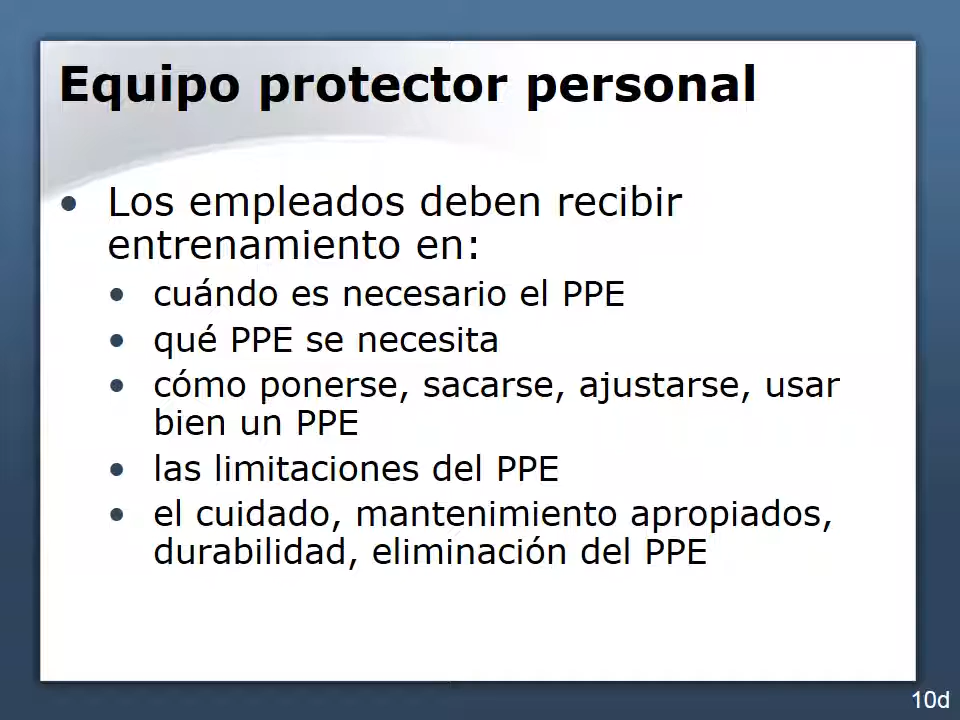 Equipo protector personal
• Los empleados deben recibir
entrenamiento en:
• cuándo es necesario el PPE
• qué PPE se necesita
• cómo ponerse, sacarse, ajustarse, usar
bien un PPE
• las limitaciones del PPE
• el cuidado, mantenimiento apropiados,
durabilidad, eliminación del PPE
10d